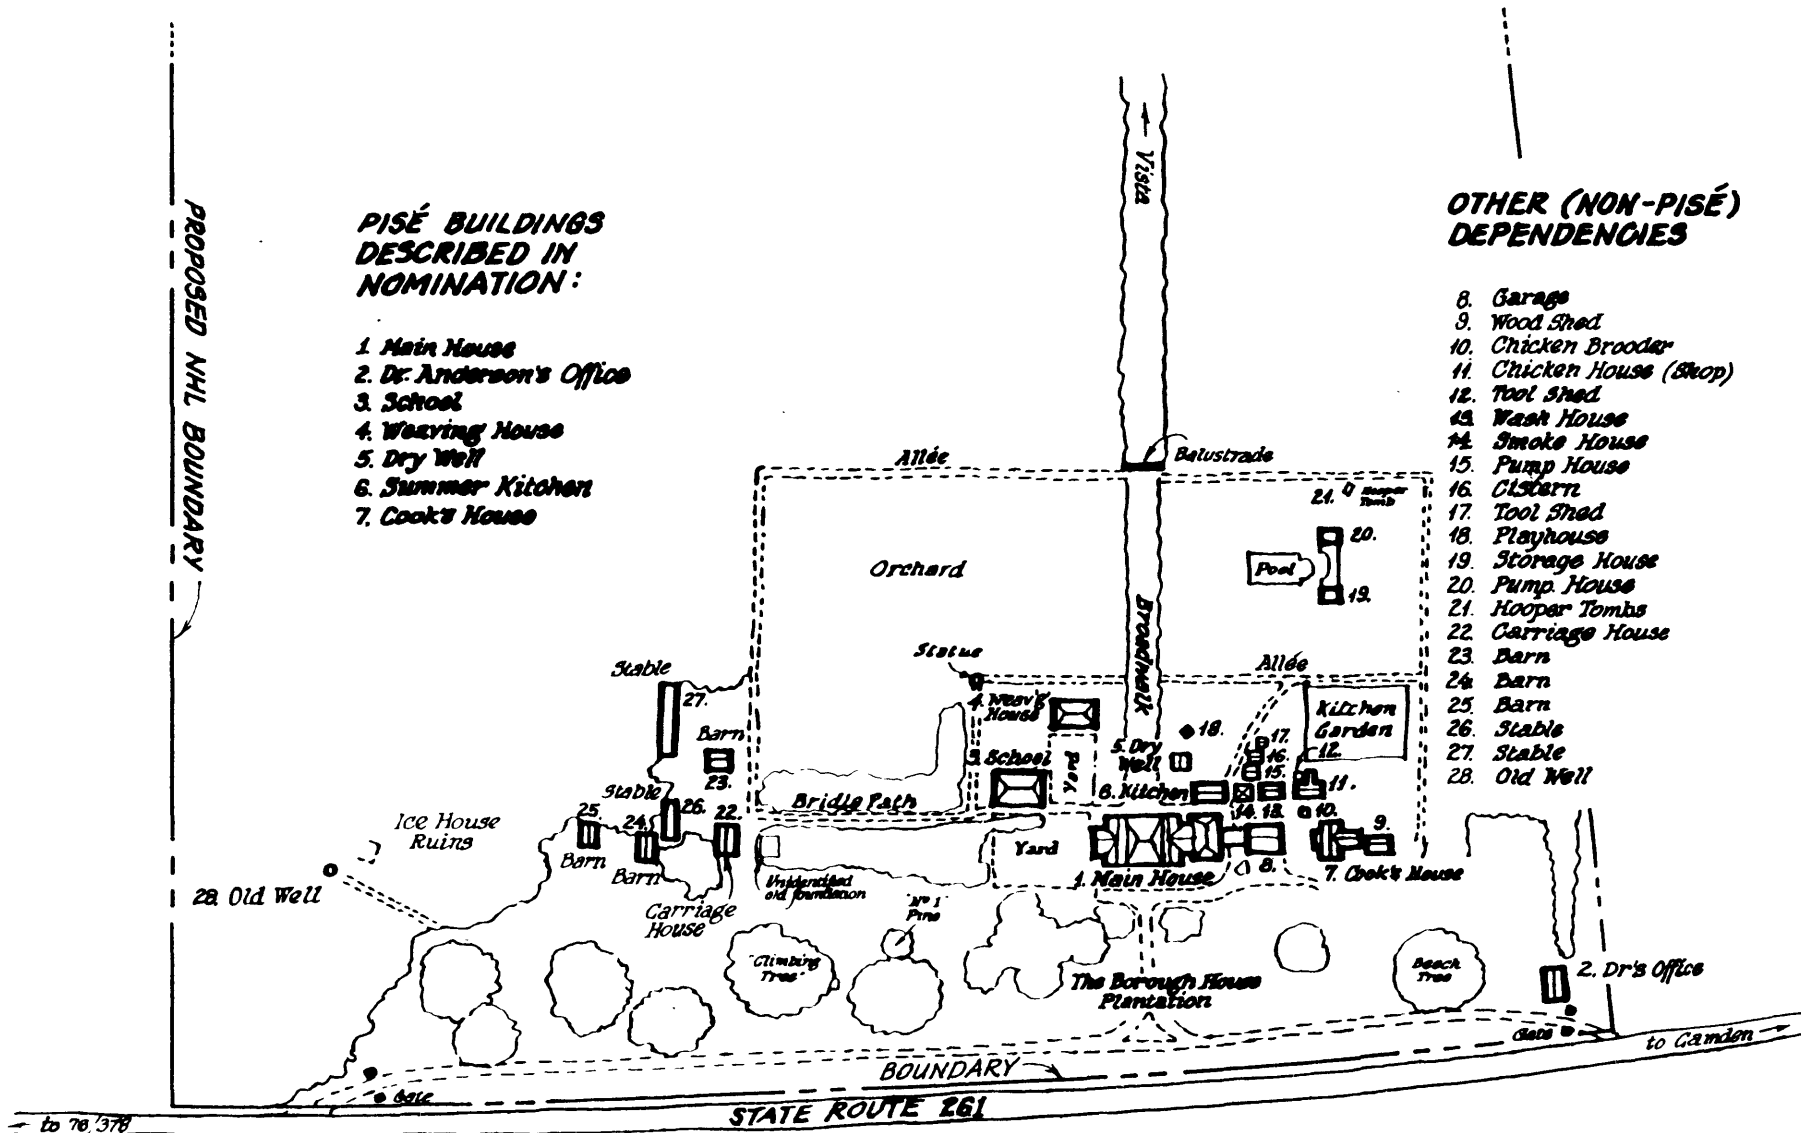 PISÉ BUILDINGS
DESCRIBED IN
NOMINATION:
1 Main House
2. Dr. Anderson's Office
3. School
4. Weaving House
5. Dry Well
6. Summer Kitchen
7. Cook's House
OTHER (NON-PISÉ)
DEPENDENCIES
8. Garage
9. Wood Shed
10. Chicken Brooder
11. Chicken House (Shop)
12. Tool Shed
13. Wash House
14. Smoke House
15. Pump House
16. Cistern
17. Tool Shed
18. Playhouse
19. Storage House
20. Pump House
21. Hooper Tombs
22. Carriage House
23. Barn
24. Barn
25. Barn
26. Stable
27. Stable
28. Old Well
PROPOSED NHL BOUNDARY
Vista
Allée
Balustrade
21. Hooper
Tomb
20.
Pool
19.
Orchard
Broadwalk
Statue
Allée
Stable
27.
4. Weav'g
House
Kitchen
Garden
Barn
23.
18.
5. Dry
Well
17.
16.
15.
12.
11.
3. School
Yard
6. Kitchen
14. 13.
10.
Bridle Path
Stable
26.
22.
25.
24.
Barn
Barn
Ice House
Ruins
28. Old Well
Carriage
House
Unidentified
old foundation
Yard
1. Main House
8.
9.
7. Cook's House
Nº 1
Pine
"Climbing
Tree"
The Borough House
Plantation
Beech
Tree
2. Dr's Office
Gate
to Camden
BOUNDARY
Gate
STATE ROUTE 261
to 76/378